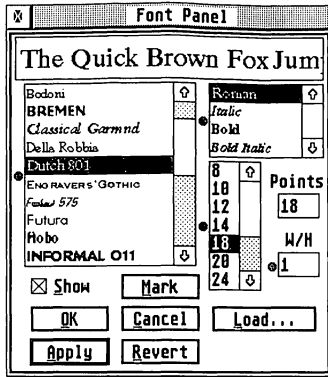 Font Panel
The Quick Brown Fox Jum
Bodoni
BREMEN
Classical Garmnd
Della Robbia
Dutch 801
ENGRAVERS' GOTHIC
Freehand 575
Futura
Hobo
INFORMAL 011
Roman
Italic
Bold
Bold Italic
8
10
12
14
18
20
24
Points
18
W/H
1
Show
Mark
OK
Cancel
Load...
Apply
Revert